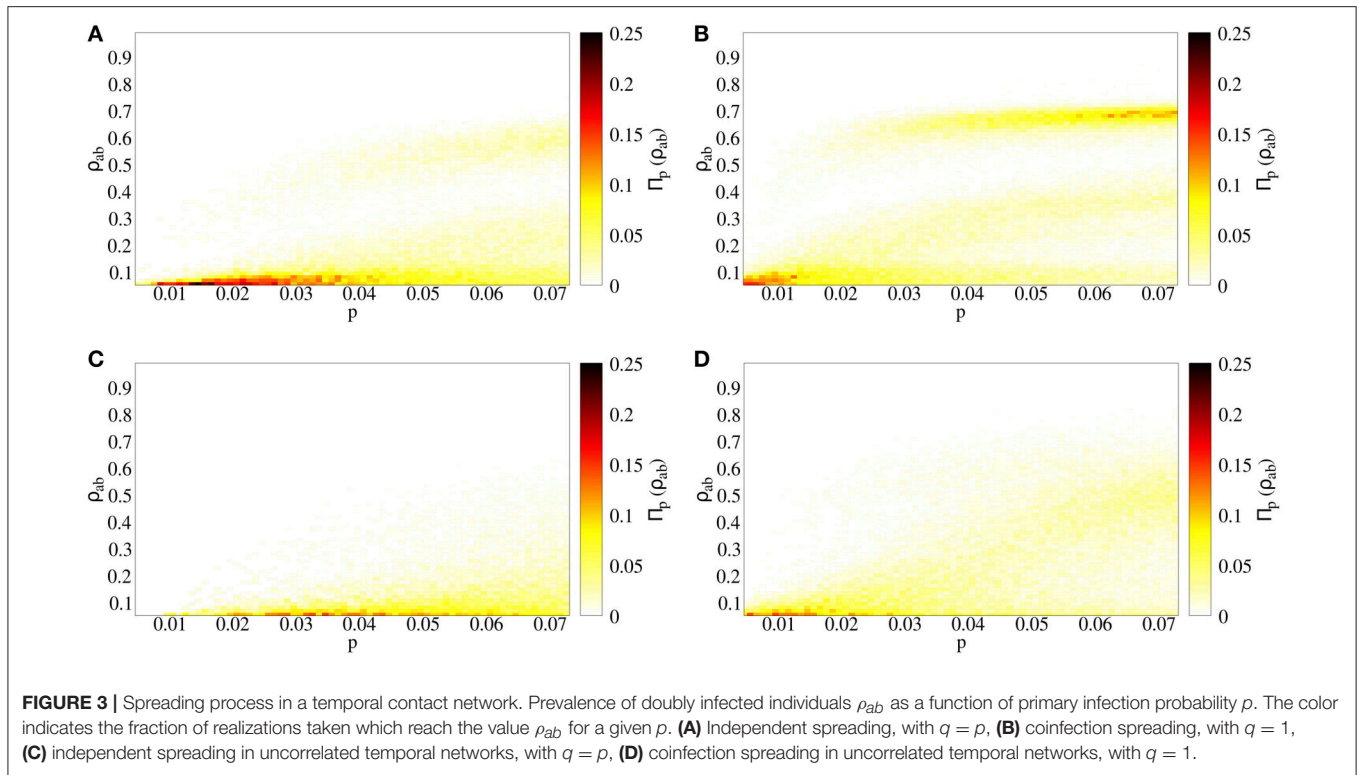 A
0.9
0.8
0.7
0.6
0.5
0.4
0.3
0.2
0.1
ρab
0.01 0.02 0.03 0.04 0.05 0.06 0.07
p
0.25
0.2
0.15
0.1
0.05
0
Πp (ρab)
B
0.9
0.8
0.7
0.6
0.5
0.4
0.3
0.2
0.1
ρab
0.01 0.02 0.03 0.04 0.05 0.06 0.07
p
0.25
0.2
0.15
0.1
0.05
0
Πp (ρab)
C
0.9
0.8
0.7
0.6
0.5
0.4
0.3
0.2
0.1
ρab
0.01 0.02 0.03 0.04 0.05 0.06 0.07
p
0.25
0.2
0.15
0.1
0.05
0
Πp (ρab)
D
0.9
0.8
0.7
0.6
0.5
0.4
0.3
0.2
0.1
ρab
0.01 0.02 0.03 0.04 0.05 0.06 0.07
p
0.25
0.2
0.15
0.1
0.05
0
Πp (ρab)
FIGURE 3 | Spreading process in a temporal contact network. Prevalence of doubly infected individuals ρab as a function of primary infection probability p. The color
indicates the fraction of realizations taken which reach the value ρab for a given p. (A) Independent spreading, with q = p, (B) coinfection spreading, with q = 1,
(C) independent spreading in uncorrelated temporal networks, with q = p, (D) coinfection spreading in uncorrelated temporal networks, with q = 1.